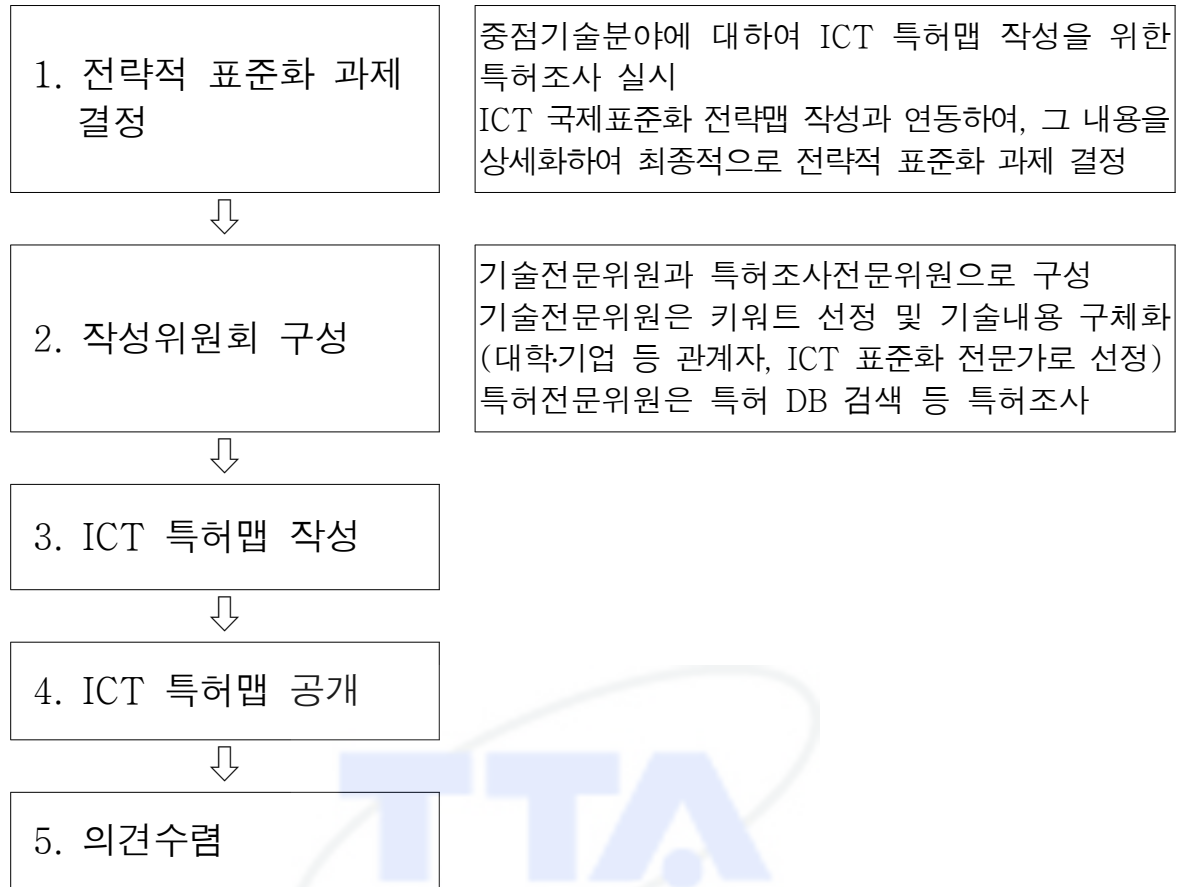 1. 전략적 표준화 과제
결정
중점기술분야에 대하여 ICT 특허맵 작성을 위한
특허조사 실시
ICT 국제표준화 전략맵 작성과 연동하여, 그 내용을
상세화하여 최종적으로 전략적 표준화 과제 결정
2. 작성위원회 구성
기술전문위원과 특허조사전문위원으로 구성
기술전문위원은 키워트 선정 및 기술내용 구체화
(대학·기업 등 관계자, ICT 표준화 전문가로 선정)
특허전문위원은 특허 DB 검색 등 특허조사
3. ICT 특허맵 작성
4. ICT 특허맵 공개
5. 의견수렴
TTA